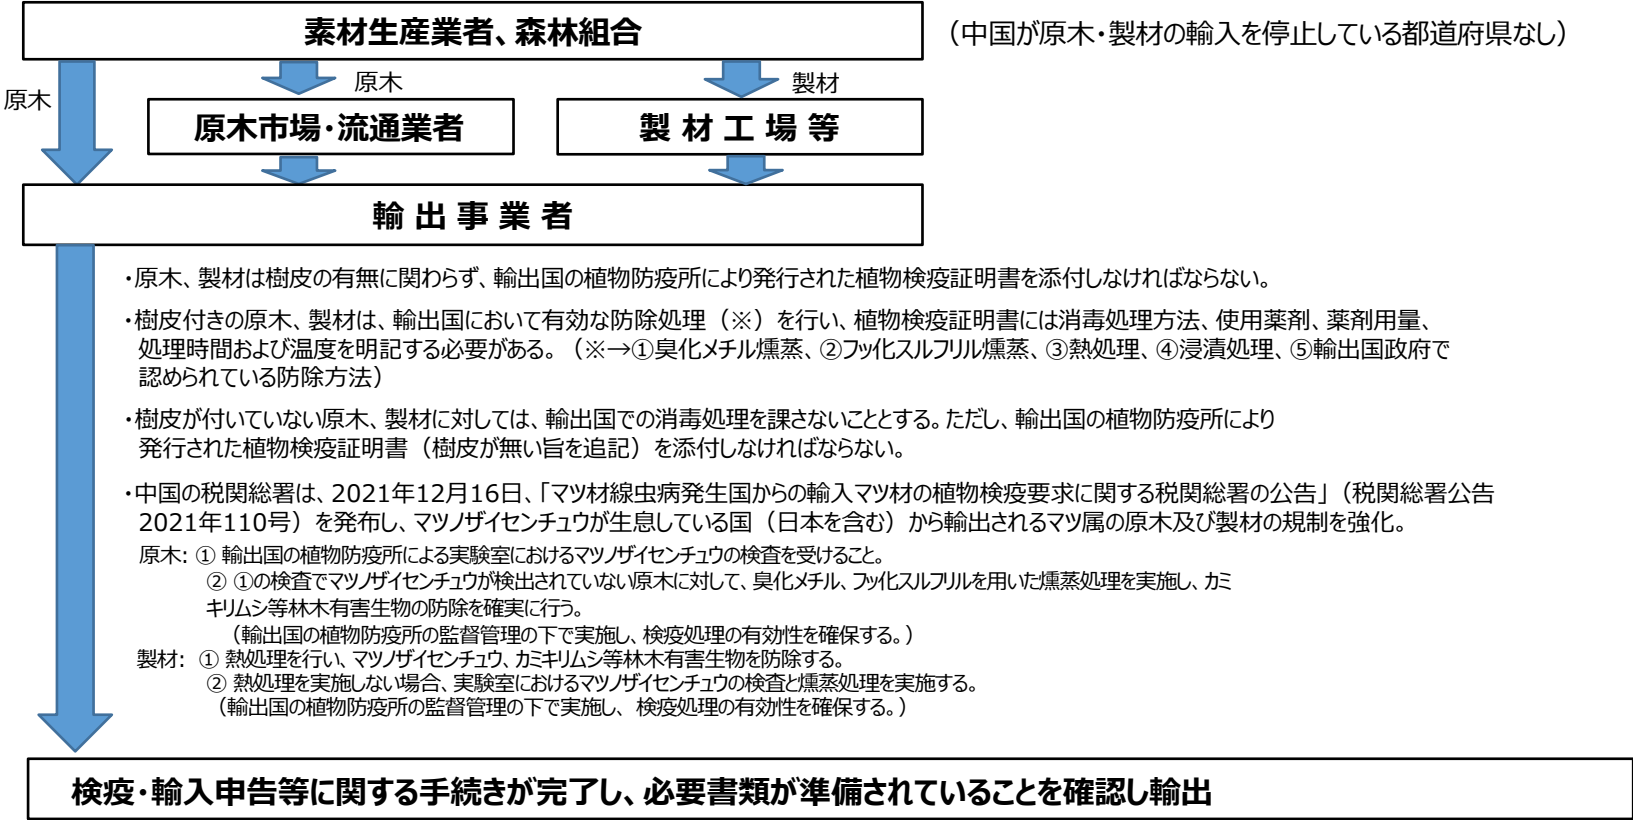 素材生産業者、森林組合
（中国が原木・製材の輸入を停止している都道府県なし）
原木
原木
製材
原木市場・流通業者
製 材 工 場 等
輸 出 事 業 者
・原木、製材は樹皮の有無に関わらず、輸出国の植物防疫所により発行された植物検疫証明書を添付しなければならない。
・樹皮付きの原木、製材は、輸出国において有効な防除処理（※）を行い、植物検疫証明書には消毒処理方法、使用薬剤、薬剤用量、
処理時間および温度を明記する必要がある。（※→①臭化メチル燻蒸、②フッ化スルフリル燻蒸、③熱処理、④浸漬処理、⑤輸出国政府で
認められている防除方法）
・樹皮が付いていない原木、製材に対しては、輸出国での消毒処理を課さないこととする。ただし、輸出国の植物防疫所により
発行された植物検疫証明書（樹皮が無い旨を追記）を添付しなければならない。
・中国の税関総署は、2021年12月16日、「マツ材線虫病発生国からの輸入マツ材の植物検疫要求に関する税関総署の公告」（税関総署公告
2021年110号）を発布し、マツノザイセンチュウが生息している国（日本を含む）から輸出されるマツ属の原木及び製材の規制を強化。
原木: ① 輸出国の植物防疫所による実験室におけるマツノザイセンチュウの検査を受けること。
② ①の検査でマツノザイセンチュウが検出されていない原木に対して、臭化メチル、フッ化スルフリルを用いた燻蒸処理を実施し、カミ
キリムシ等林木有害生物の防除を確実に行う。
（輸出国の植物防疫所の監督管理の下で実施し、検疫処理の有効性を確保する。）
製材: ① 熱処理を行い、マツノザイセンチュウ、カミキリムシ等林木有害生物を防除する。
② 熱処理を実施しない場合、実験室におけるマツノザイセンチュウの検査と燻蒸処理を実施する。
（輸出国の植物防疫所の監督管理の下で実施し、 検疫処理の有効性を確保する。）
検疫・輸入申告等に関する手続きが完了し、必要書類が準備されていることを確認し輸出